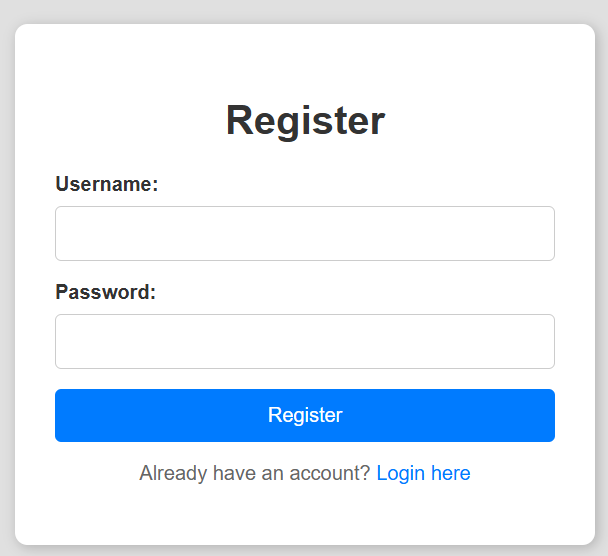 Register
Username:
Password:
Register
Already have an account? Login here